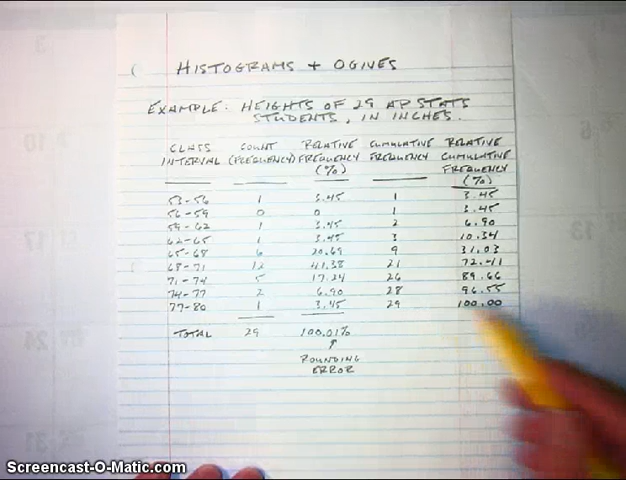 HISTOGRAMS + OGIVES
EXAMPLE: HEIGHTS OF 29 AP STATS
STUDENTS, IN INCHES.
CLASS COUNT RELATIVE CUMULATIVE RELATIVE
INTERVAL (FREQUENCY) FREQUENCY FREQUENCY CUMULATIVE
(%) FREQUENCY
(%)
53-56 1 3.45 1 3.45
56-59 0 0 1 3.45
59-62 1 3.45 2 6.90
62-65 1 3.45 3 10.34
65-68 6 20.69 9 31.03
68-71 12 41.38 21 72.41
71-74 5 17.24 26 89.66
74-77 2 6.90 28 96.55
77-80 1 3.45 29 100.00
TOTAL 29 100.01%
ROUNDING
ERROR
Screencast-O-Matic.com